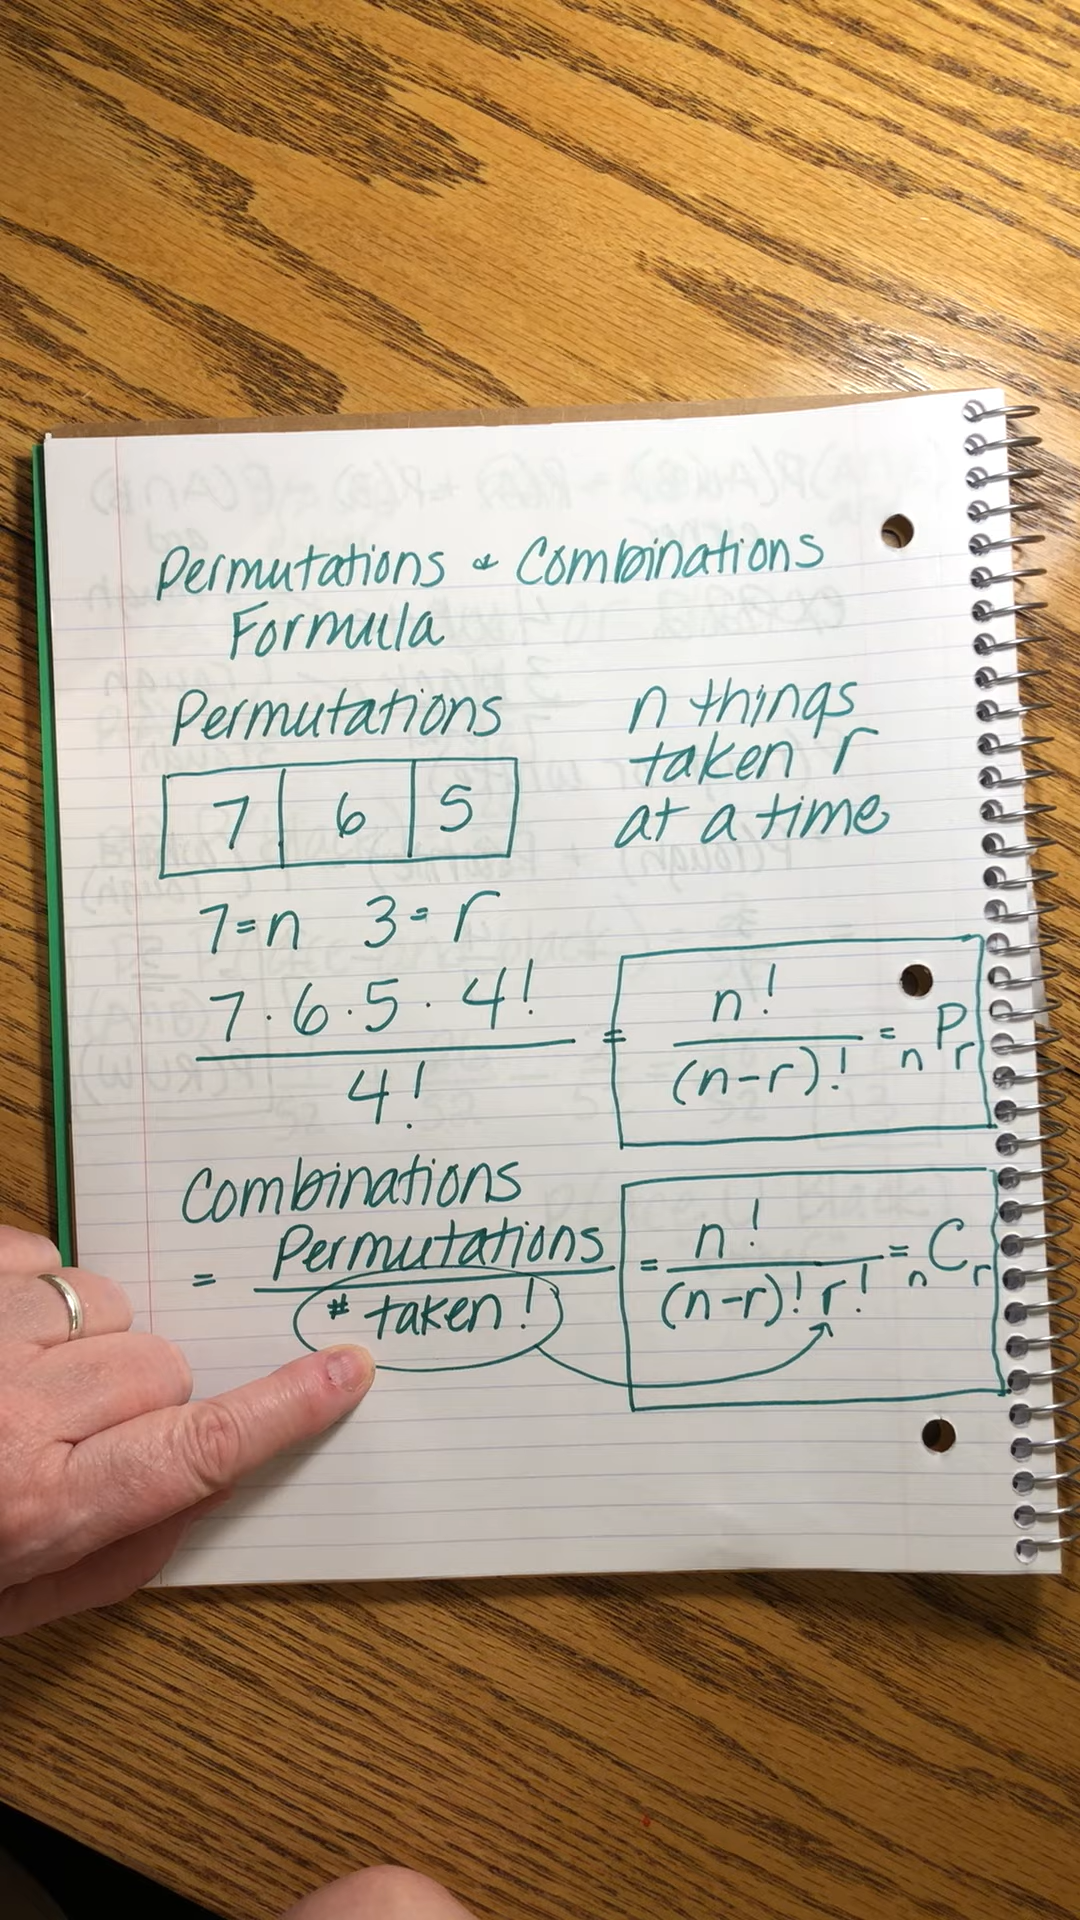 Permutations & Combinations
Formula
Permutations
n things
taken r
at a time
7 6 5
7=n 3=r
7·6·5·4!
4!
= n!
(n-r)!
= nPr
Combinations
= Permutations
# taken!
= n!
(n-r)! r!
= nCr